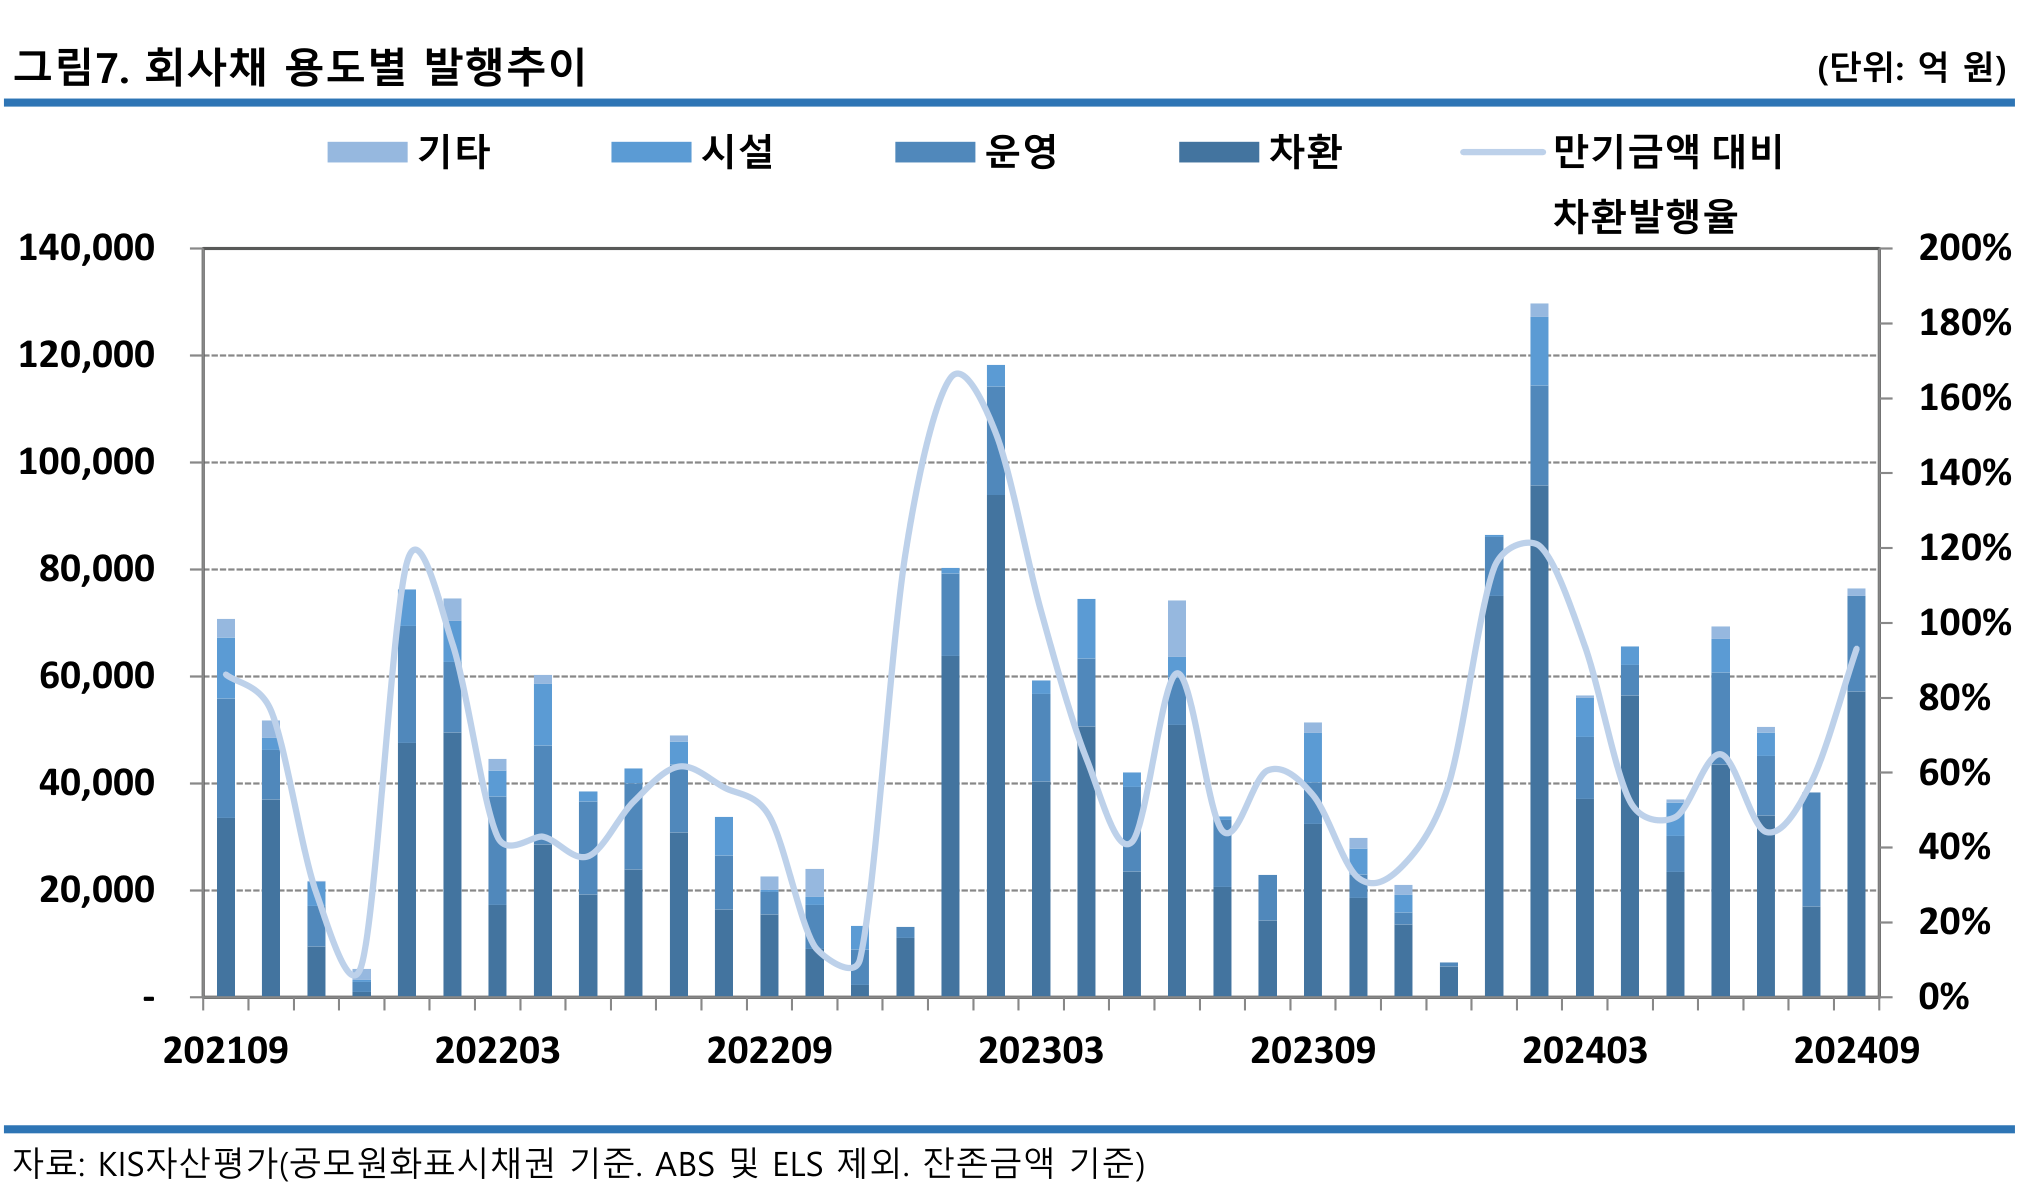 그림7. 회사채 용도별 발행추이
(단위: 억 원)
기타 시설 운영 차환 만기금액 대비
차환발행율
140,000 200%
180%
120,000
160%
100,000 140%
80,000 120%
100%
60,000 80%
40,000 60%
40%
20,000 20%
- 0%
202109 202203 202209 202303 202309 202403 202409
자료: KIS자산평가(공모원화표시채권 기준. ABS 및 ELS 제외. 잔존금액 기준)